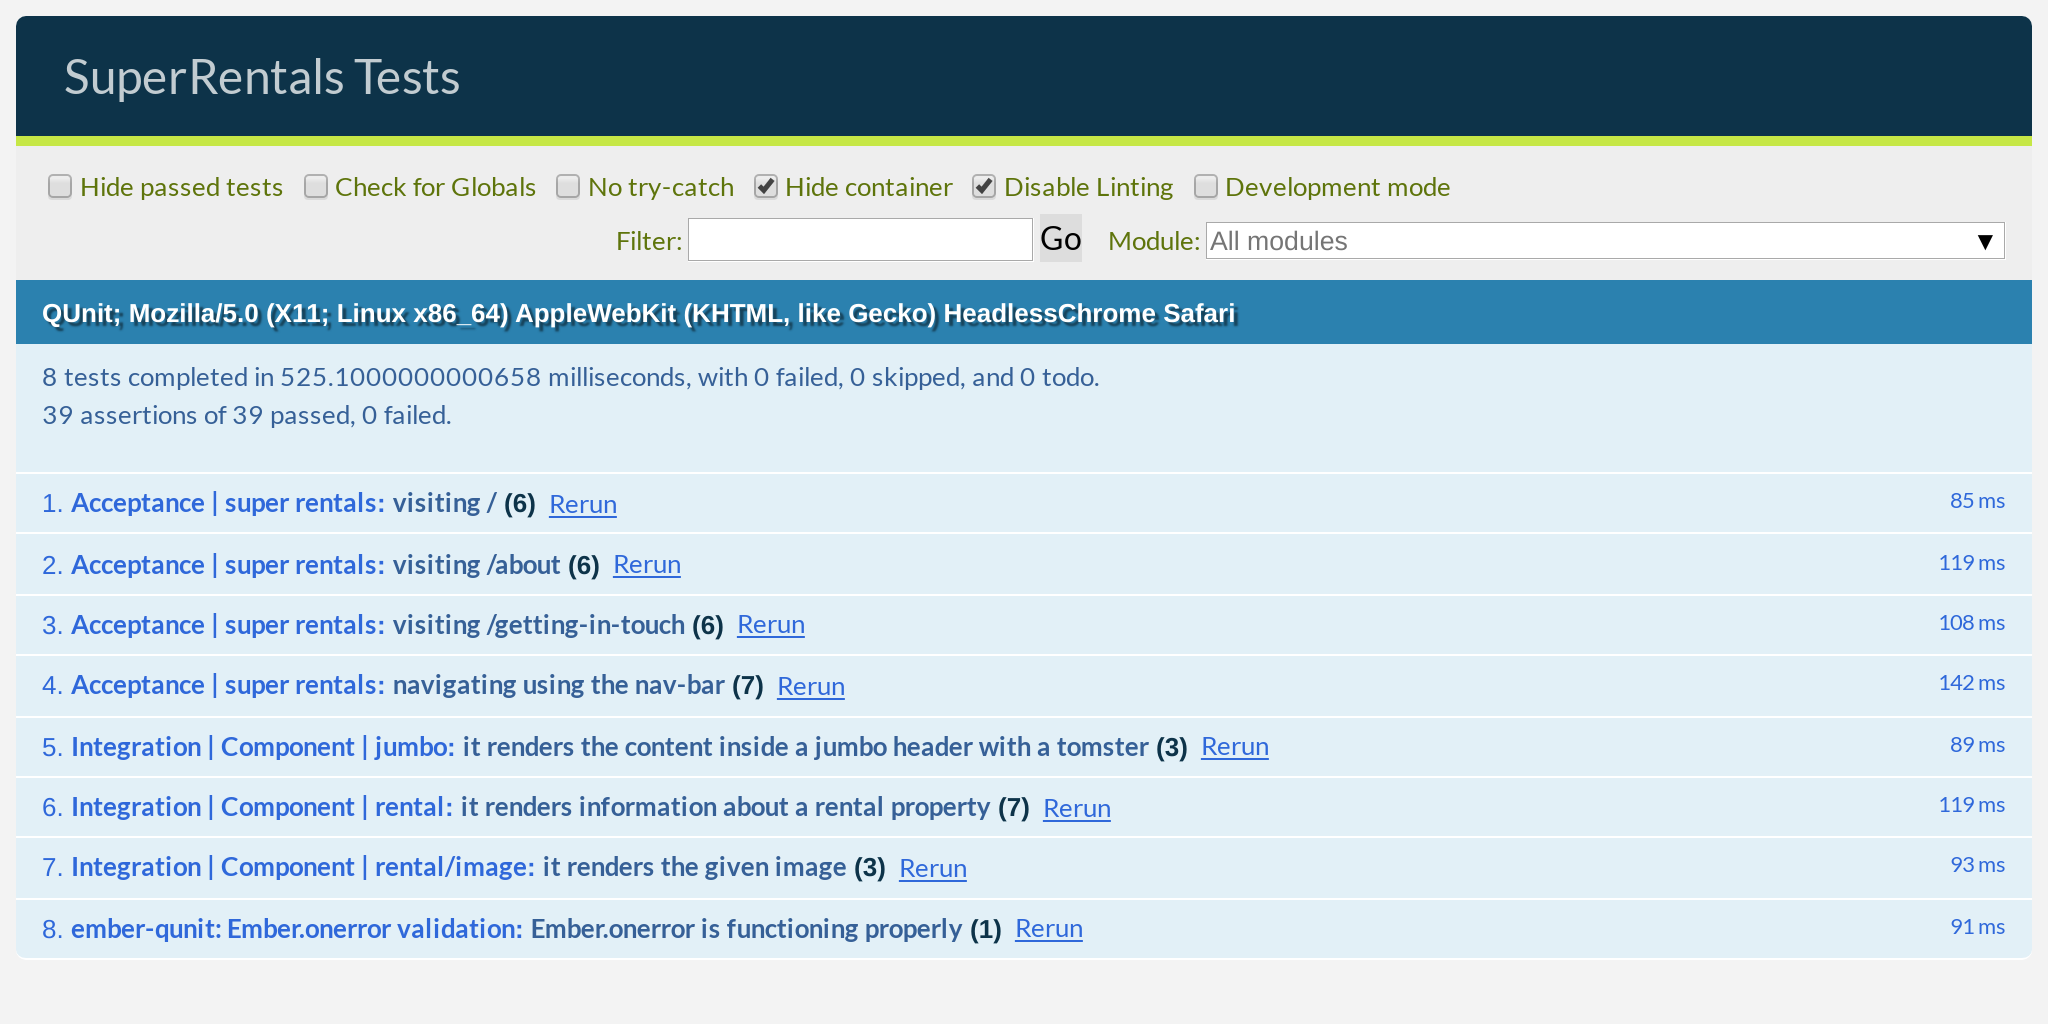 SuperRentals Tests
Hide passed tests Check for Globals No try-catch Hide container Disable Linting Development mode
Filter: Go Module: All modules ▼
QUnit; Mozilla/5.0 (X11; Linux x86_64) AppleWebKit (KHTML, like Gecko) HeadlessChrome Safari
8 tests completed in 525.1000000000658 milliseconds, with 0 failed, 0 skipped, and 0 todo.
39 assertions of 39 passed, 0 failed.
1. Acceptance | super rentals: visiting / (6) Rerun 85 ms
2. Acceptance | super rentals: visiting /about (6) Rerun 119 ms
3. Acceptance | super rentals: visiting /getting-in-touch (6) Rerun 108 ms
4. Acceptance | super rentals: navigating using the nav-bar (7) Rerun 142 ms
5. Integration | Component | jumbo: it renders the content inside a jumbo header with a tomster (3) Rerun 89 ms
6. Integration | Component | rental: it renders information about a rental property (7) Rerun 119 ms
7. Integration | Component | rental/image: it renders the given image (3) Rerun 93 ms
8. ember-qunit: Ember.onerror validation: Ember.onerror is functioning properly (1) Rerun 91 ms